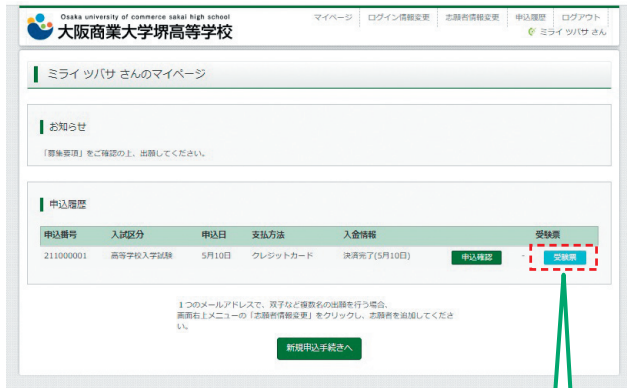 Osaka university of commerce sakai high school
大阪商業大学堺高等学校
マイページ ログイン情報変更 志願者情報変更 申込履歴 ログアウト
ミライ ツバサ さん
ミライ ツバサ さんのマイページ
お知らせ
「募集要項」をご確認の上、出願してください。
申込履歴
申込番号 入試区分 申込日 支払方法 入金情報 受験票
211000001 高等学校入学試験 5月10日 クレジットカード 決済完了(5月10日) 申込確認 - 受験票
1つのメールアドレスで、双子など複数名の出願を行う場合、
画面右上メニューの「志願者情報変更」をクリックし、志願者を追加してくださ
い。
新規申込手続きへ